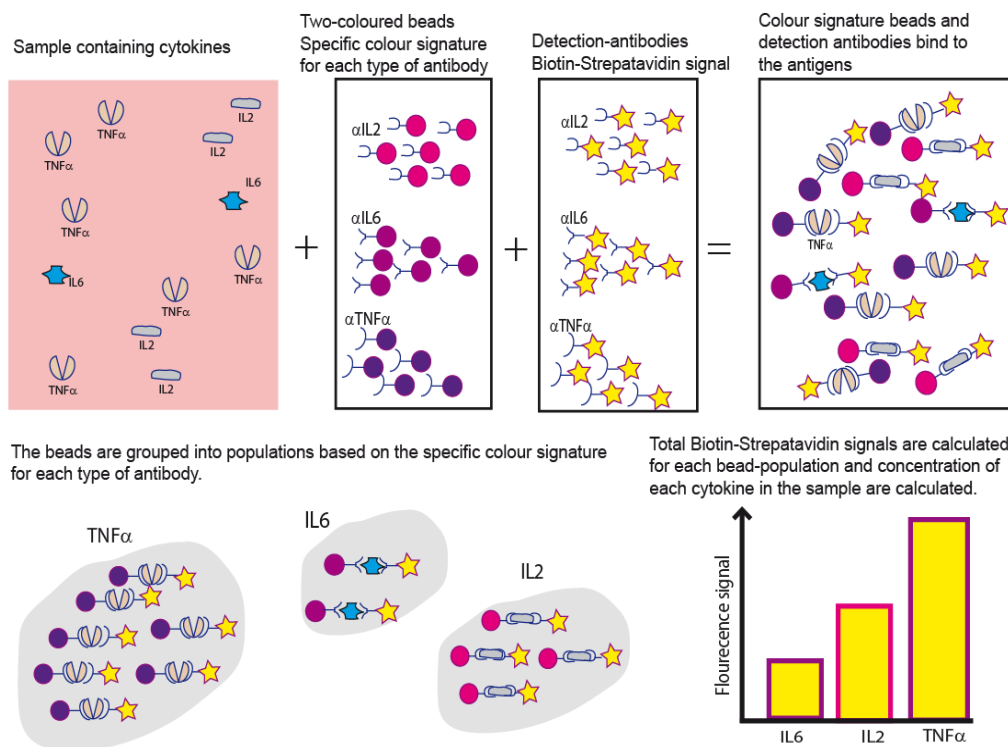 Sample containing cytokines
Two-coloured beads
Specific colour signature
for each type of antibody
Detection-antibodies
Biotin-Strepatavidin signal
Colour signature beads and
detection antibodies bind to
the antigens
TNFα
IL2
TNFα
IL2
IL6
TNFα
TNFα
IL6
TNFα
IL2
TNFα
IL2
+
αIL2
αIL6
αTNFα
+
αIL2
αIL6
αTNFα
=
TNFα
The beads are grouped into populations based on the specific colour signature
for each type of antibody.
TNFα
IL6
IL2
Total Biotin-Strepatavidin signals are calculated
for each bead-population and concentration of
each cytokine in the sample are calculated.
Flourecence signal
IL6
IL2
TNFα